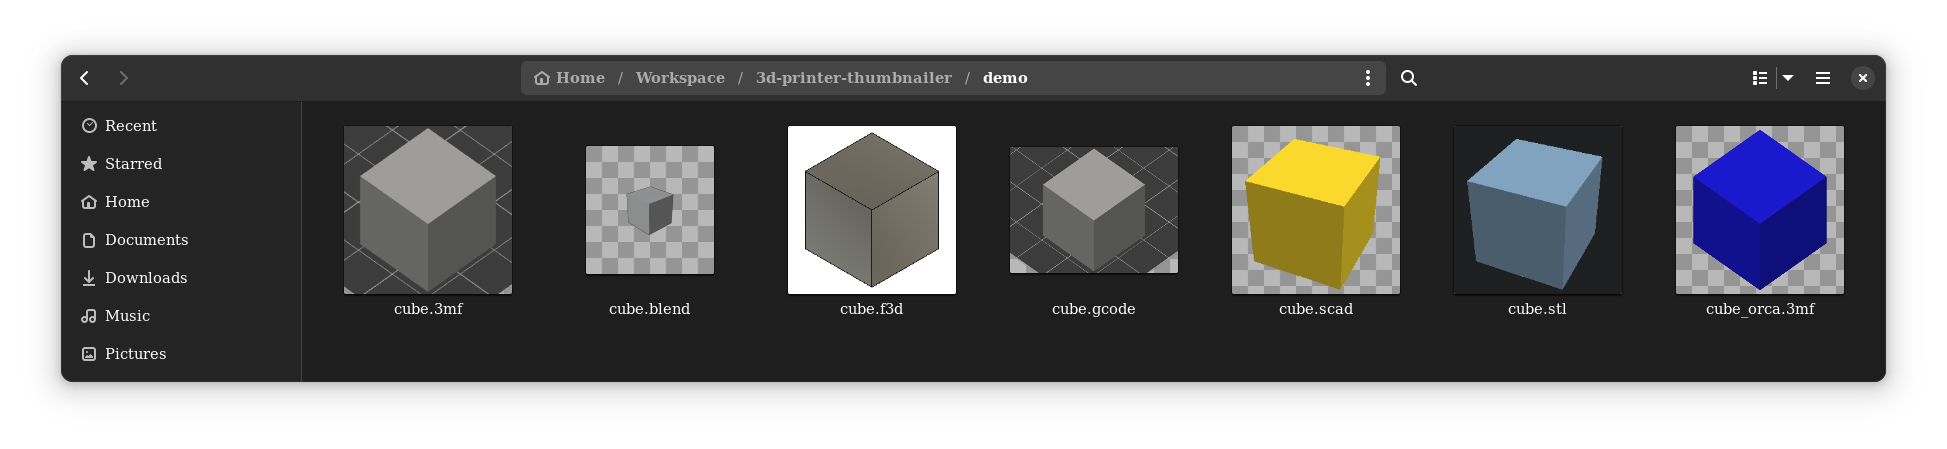 Home / Workspace / 3d-printer-thumbnailer / demo
Recent
Starred
Home
Documents
Downloads
Music
Pictures
cube.3mf
cube.blend
cube.f3d
cube.gcode
cube.scad
cube.stl
cube_orca.3mf